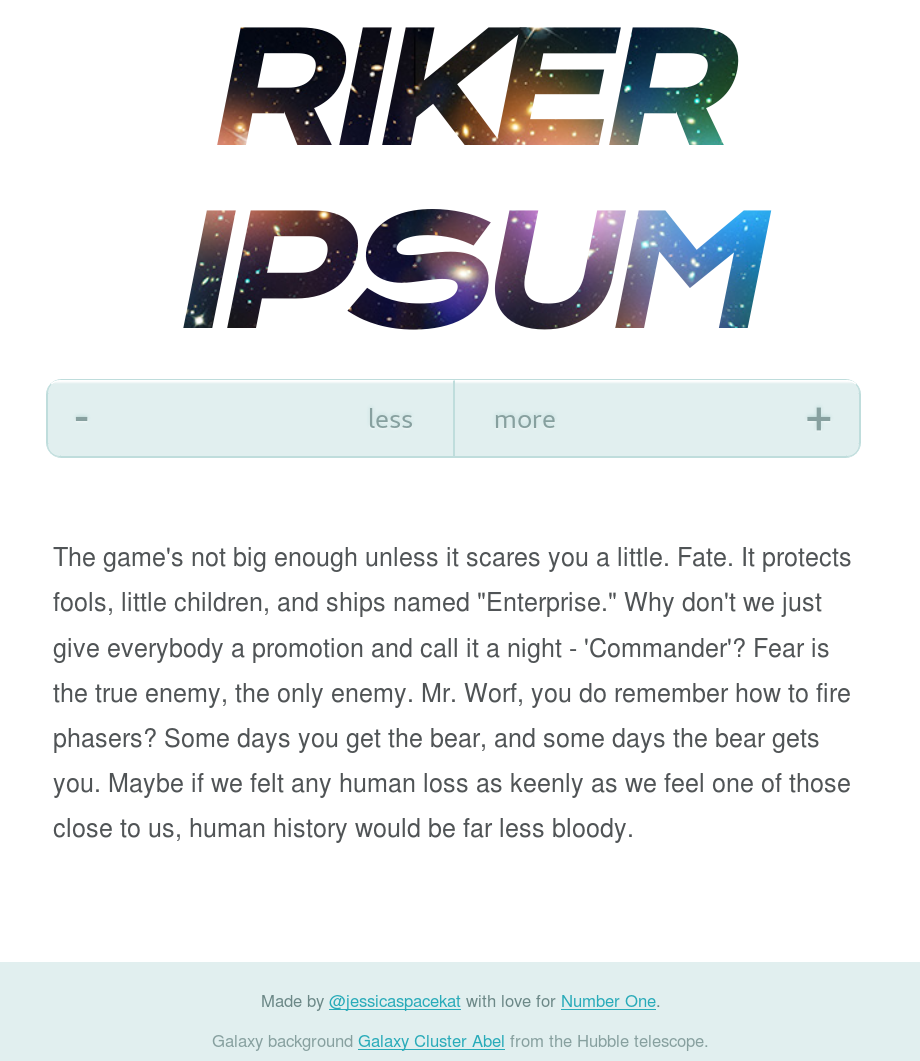 RIKER
IPSUM
- less more +
The game's not big enough unless it scares you a little. Fate. It protects
fools, little children, and ships named "Enterprise." Why don't we just
give everybody a promotion and call it a night - 'Commander'? Fear is
the true enemy, the only enemy. Mr. Worf, you do remember how to fire
phasers? Some days you get the bear, and some days the bear gets
you. Maybe if we felt any human loss as keenly as we feel one of those
close to us, human history would be far less bloody.
Made by @jessicaspacekat with love for Number One.
Galaxy background Galaxy Cluster Abel from the Hubble telescope.